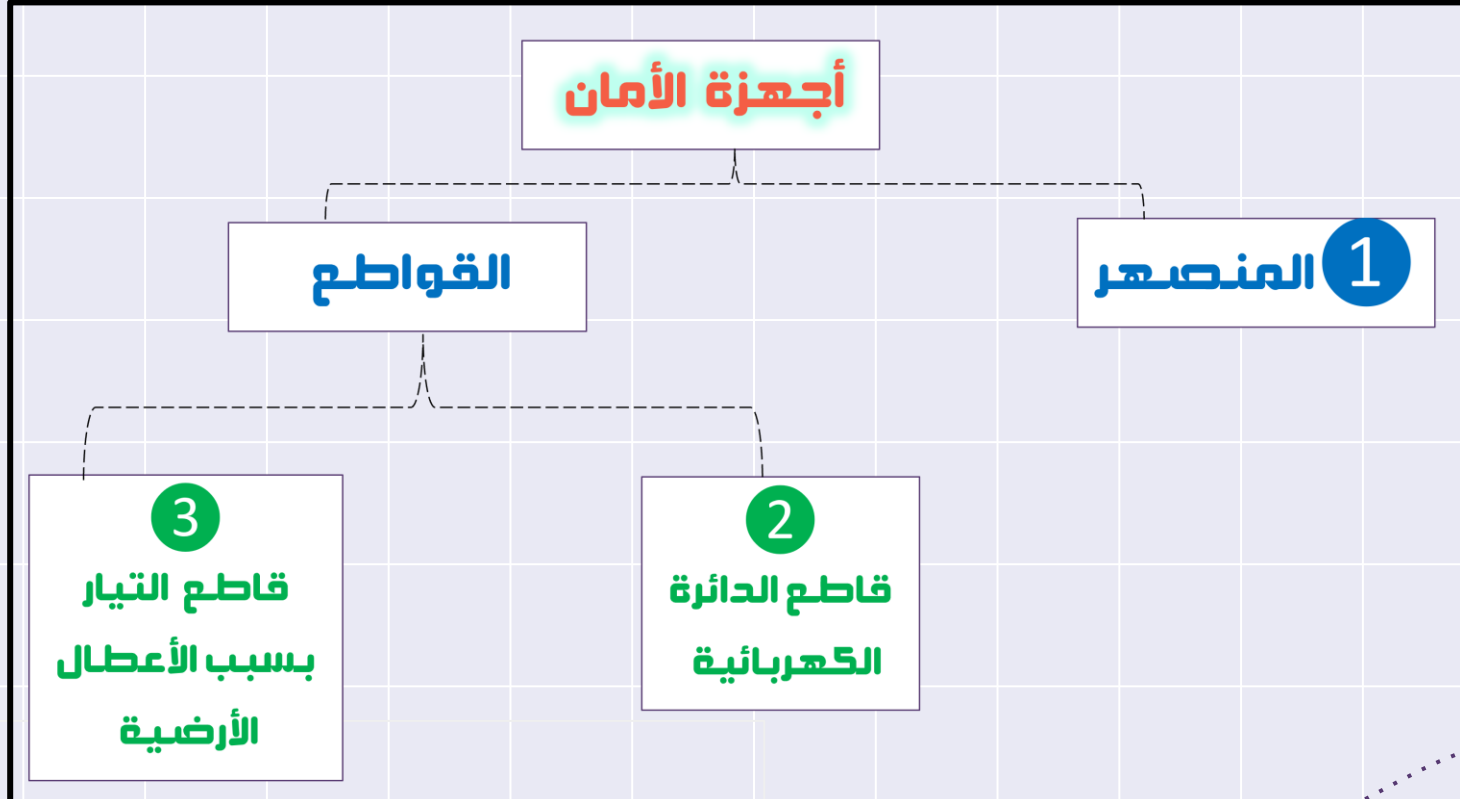 أجهزة الأمان
1 المنصهر
القواطع
2
قاطع الدائرة
الكهربائية
3
قاطع التيار
بسبب الأعطال
الأرضية